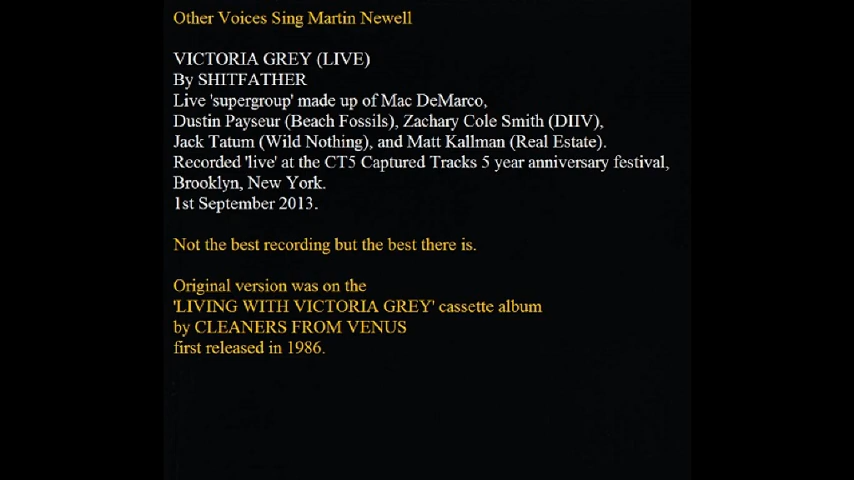 Other Voices Sing Martin Newell
VICTORIA GREY (LIVE)
By SHITFATHER
Live 'supergroup' made up of Mac DeMarco,
Dustin Payseur (Beach Fossils), Zachary Cole Smith (DIIV),
Jack Tatum (Wild Nothing), and Matt Kallman (Real Estate).
Recorded 'live' at the CT5 Captured Tracks 5 year anniversary festival,
Brooklyn, New York.
1st September 2013.
Not the best recording but the best there is.
Original version was on the
'LIVING WITH VICTORIA GREY' cassette album
by CLEANERS FROM VENUS
first released in 1986.